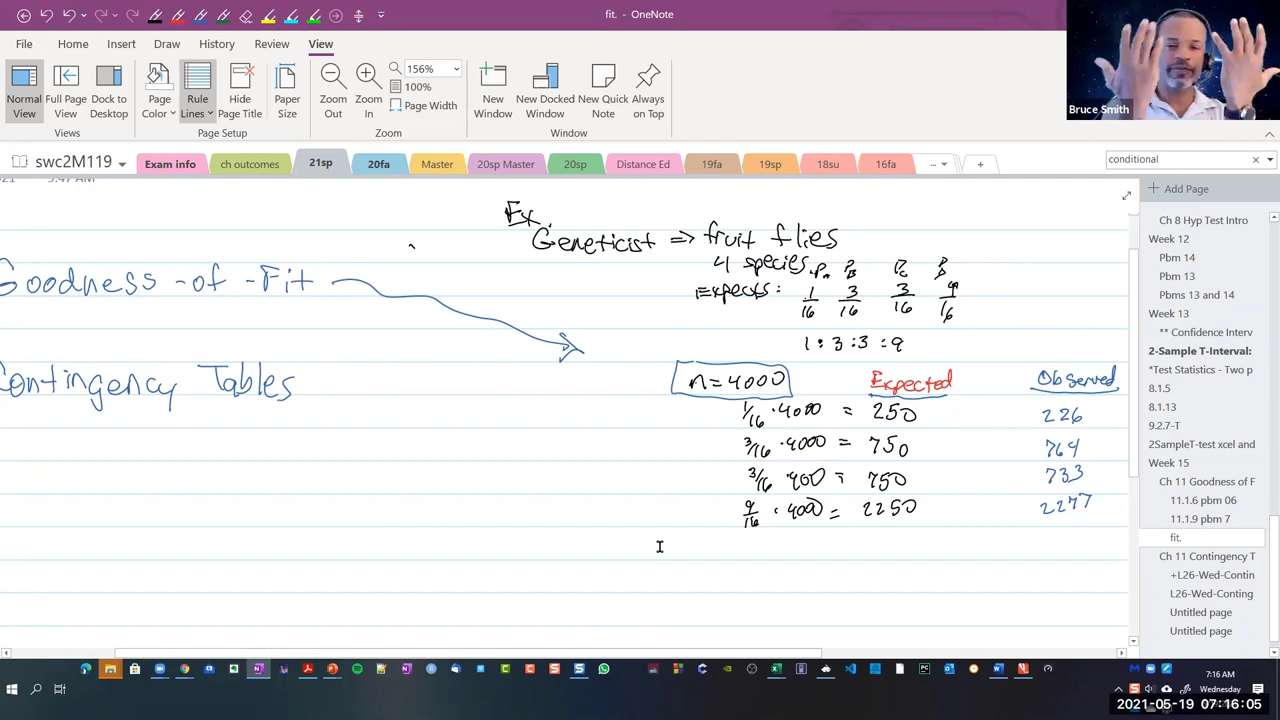 fit. - OneNote
File Home Insert Draw History Review View
Normal View
Full Page View
Dock to Desktop
Views
Page Color
Rule Lines
Hide Page Title
Paper Size
Page Setup
Zoom Out
Zoom In
156%
100%
Page Width
Zoom
New Window
New Docked Window
New Quick Note
Always on Top
Window
Bruce Smith
swc2M119 Exam info ch outcomes 21sp 20fa Master 20sp Master 20sp Distance Ed 19fa 19sp 18su 16fa
conditional
Add Page
Ch 8 Hyp Test Intro
Week 12
Pbm 14
Pbm 13
Pbms 13 and 14
Week 13
** Confidence Interv
2-Sample T-Interval:
*Test Statistics - Two p
8.1.5
8.1.13
9.2.7-T
2SampleT-test xcel and
Week 15
Ch 11 Goodness of F
11.1.6 pbm 06
11.1.9 pbm 7
fit.
Ch 11 Contingency T
+L26-Wed-Contin
L26-Wed-Conting
Untitled page
Untitled page
Goodness-of-Fit
Contingency Tables
Ex.
Geneticist => fruit flies
4 species
Expects: 1/16 3/16 3/16 9/16
1:3:3:9
n=4000 Expected Observed
1/16 · 4000 = 250 226
3/16 · 4000 = 750 764
3/16 · 400 = 750 733
9/16 · 4000 = 2250 2277
7:16 AM
Wednesday
2021-05-19 07:16:05